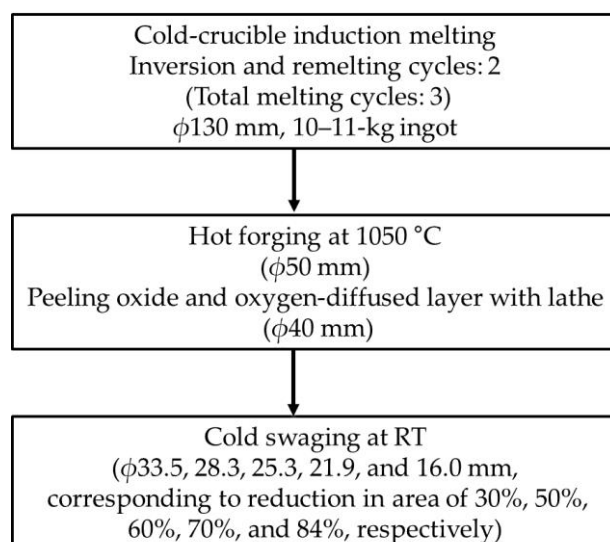 Cold-crucible induction melting
Inversion and remelting cycles: 2
(Total melting cycles: 3)
ϕ130 mm, 10–11-kg ingot
Hot forging at 1050 °C
(ϕ50 mm)
Peeling oxide and oxygen-diffused layer with lathe
(ϕ40 mm)
Cold swaging at RT
(ϕ33.5, 28.3, 25.3, 21.9, and 16.0 mm,
corresponding to reduction in area of 30%, 50%,
60%, 70%, and 84%, respectively)